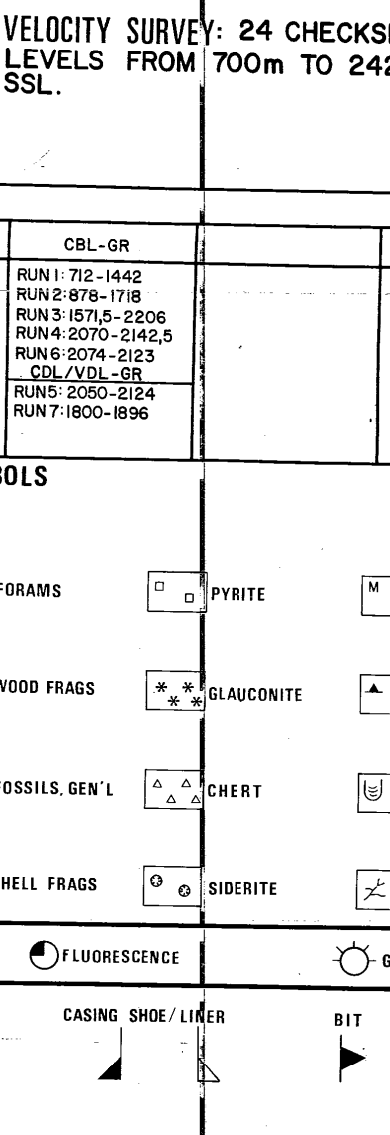 VELOCITY SURVEY: 24 CHECKS
LEVELS FROM 700m TO 242
SSL.
CBL-GR
RUN 1: 712-1442
RUN 2: 878-1718
RUN 3: 1571,5-2206
RUN 4: 2070-2142,5
RUN 6: 2074-2123
CDL/VDL-GR
RUN 5: 2050-2124
RUN 7: 1800-1896
BOLS
FORAMS PYRITE M
WOOD FRAGS GLAUCONITE
FOSSILS, GEN'L CHERT
HELL FRAGS SIDERITE
FLUORESCENCE G
CASING SHOE/LINER BIT